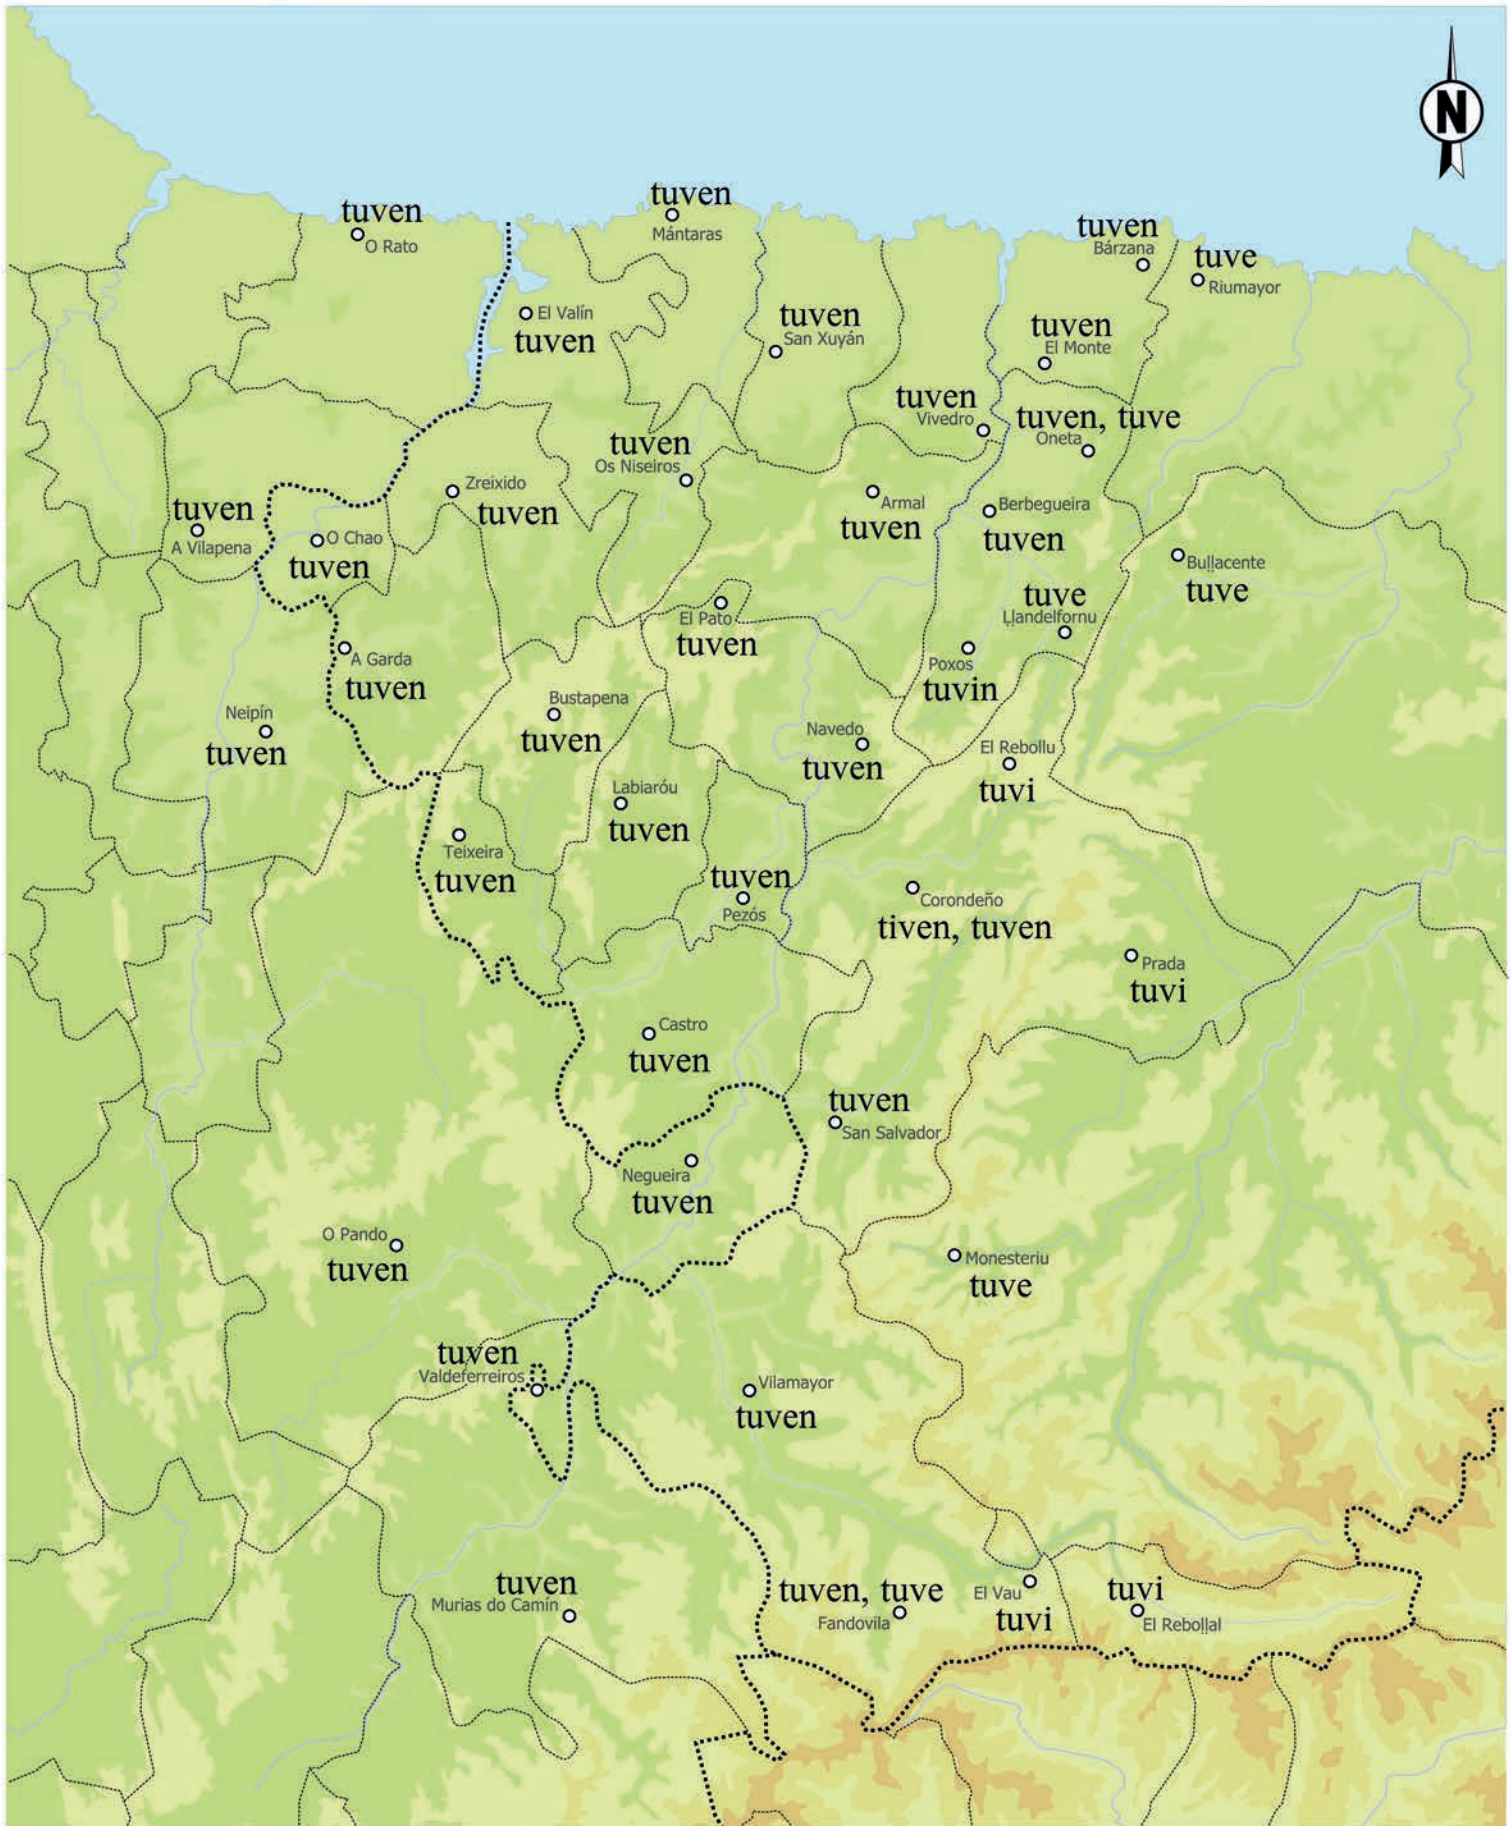 N
tuven
O Rato
tuven
Mántaras
tuven
Bárzana
tuve
Riumayor
El Valín
tuven
tuven
San Xuyán
tuven
El Monte
tuven
Vivedro
tuven, tuve
Oneta
tuven
Os Niseiros
Zreixido
tuven
Armal
tuven
Berbegueira
tuven
tuven
A Vilapena
O Chao
tuven
Buḷḷacente
tuve
tuve
Ḷḷandelfornu
El Pato
tuven
A Garda
tuven
Poxos
tuvin
Bustapena
tuven
Neipín
tuven
Navedo
tuven
El Rebollu
tuvi
Labiaróu
tuven
Teixeira
tuven
tuven
Pezós
Corondeño
tiven, tuven
Prada
tuvi
Castro
tuven
tuven
San Salvador
Negueira
tuven
O Pando
tuven
Monesteriu
tuve
tuven
Valdeferreiros
Vilamayor
tuven
tuven
Murias do Camín
tuven, tuve
Fandovila
El Vau
tuvi
tuvi
El Reboḷḷal